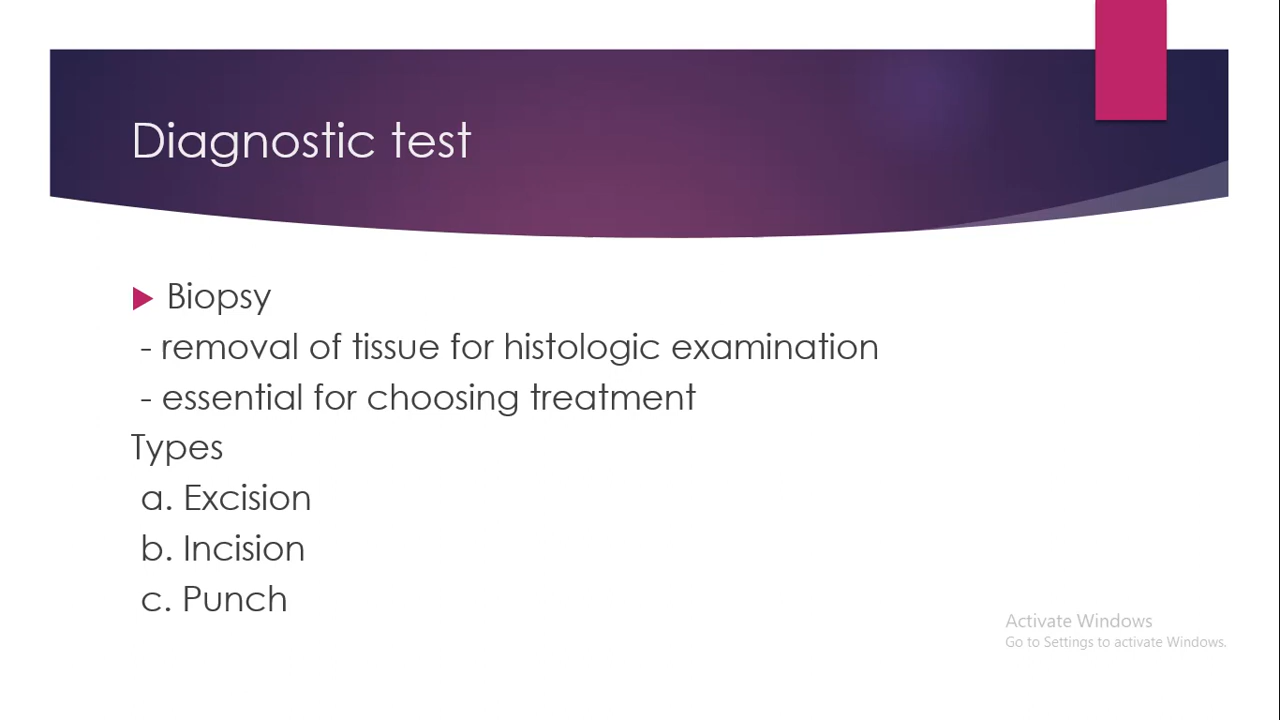 Diagnostic test
Biopsy
- removal of tissue for histologic examination
- essential for choosing treatment
Types
a. Excision
b. Incision
c. Punch
Activate Windows
Go to Settings to activate Windows.